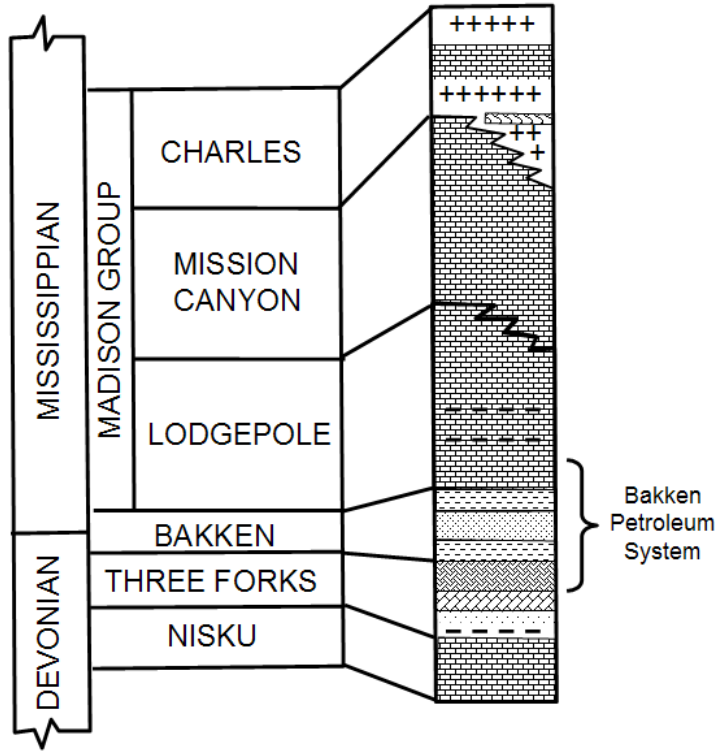 MISSISSIPPIAN
DEVONIAN
MADISON GROUP
CHARLES
MISSION
CANYON
LODGEPOLE
BAKKEN
THREE FORKS
NISKU
+++++
++++++
++
+
Bakken
Petroleum
System